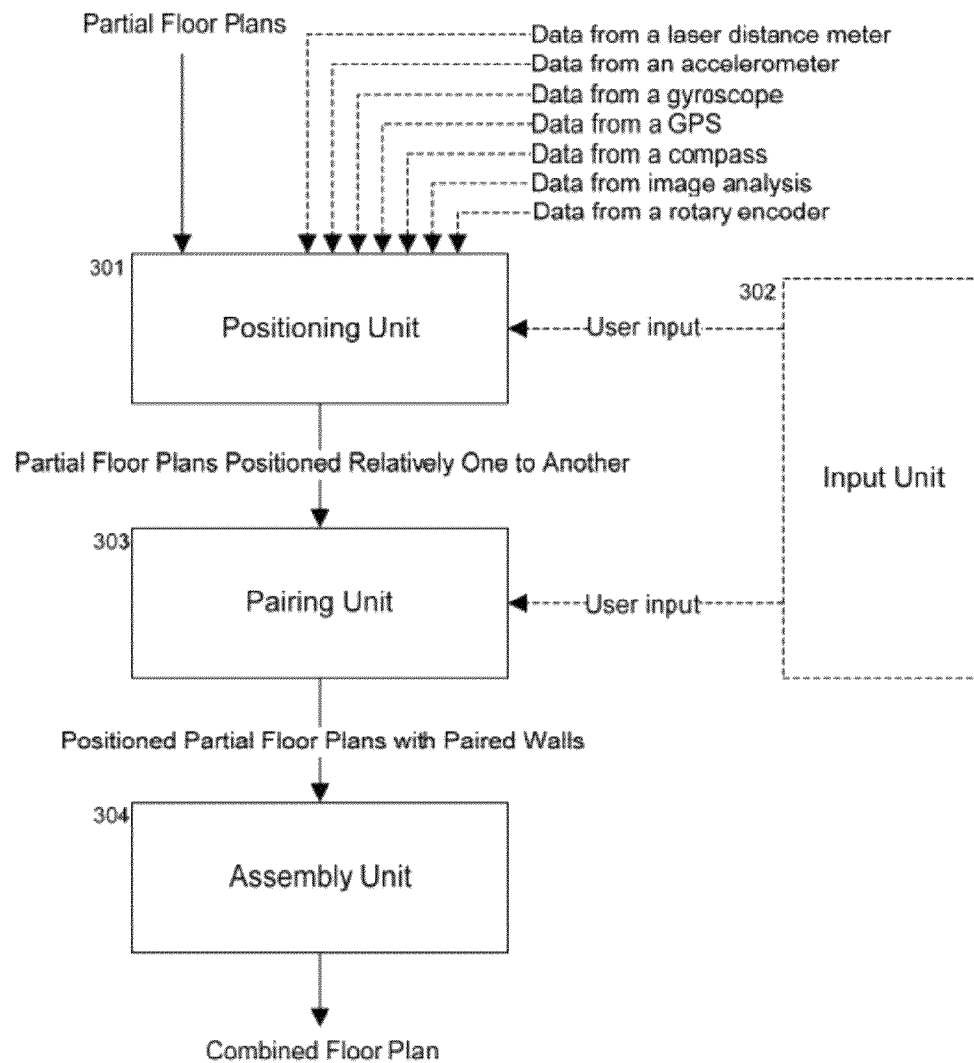 Partial Floor Plans
Data from a laser distance meter
Data from an accelerometer
Data from a gyroscope
Data from a GPS
Data from a compass
Data from image analysis
Data from a rotary encoder
301
Positioning Unit
User input
302
Input Unit
Partial Floor Plans Positioned Relatively One to Another
303
Pairing Unit
User input
Positioned Partial Floor Plans with Paired Walls
304
Assembly Unit
Combined Floor Plan